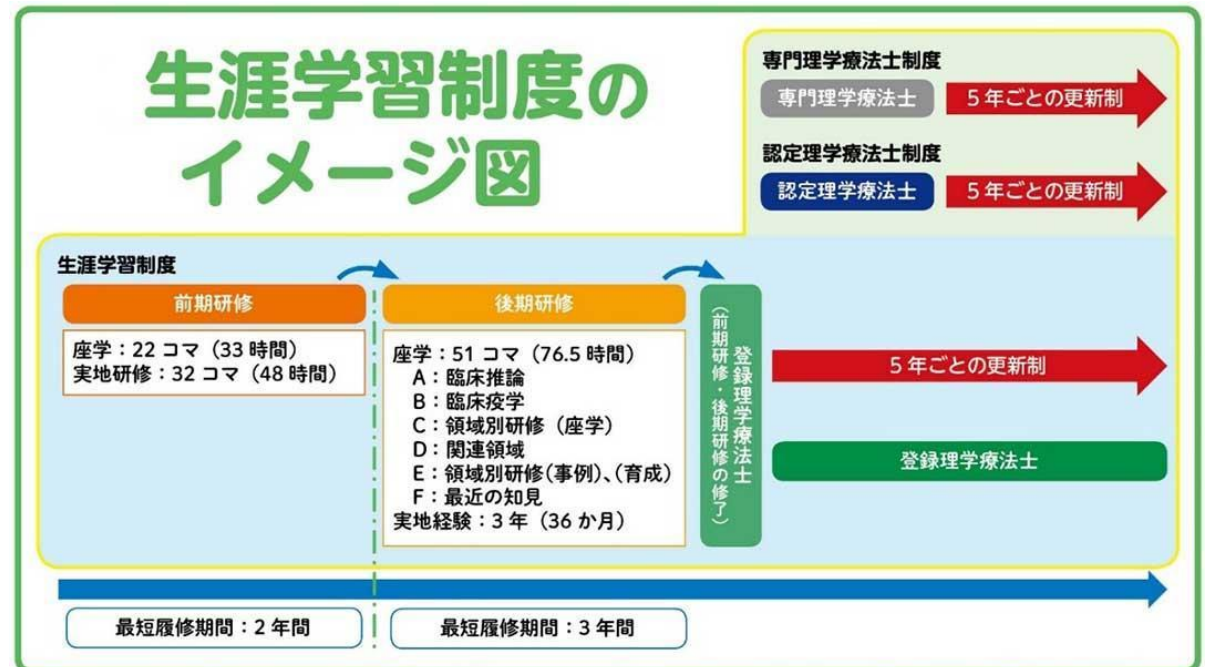 生涯学習制度の
イメージ図
専門理学療法士制度
専門理学療法士
5年ごとの更新制
認定理学療法士制度
認定理学療法士
5年ごとの更新制
生涯学習制度
前期研修
座学：22 コマ（33 時間）
実地研修：32 コマ（48 時間）
後期研修
座学：51 コマ（76.5 時間）
A：臨床推論
B：臨床疫学
C：領域別研修（座学）
D：関連領域
E：領域別研修（事例）、（育成）
F：最近の知見
実地経験：3 年（36 か月）
登録理学療法士
（前期研修・後期研修の修了）
5年ごとの更新制
登録理学療法士
最短履修期間：2 年間
最短履修期間：3 年間